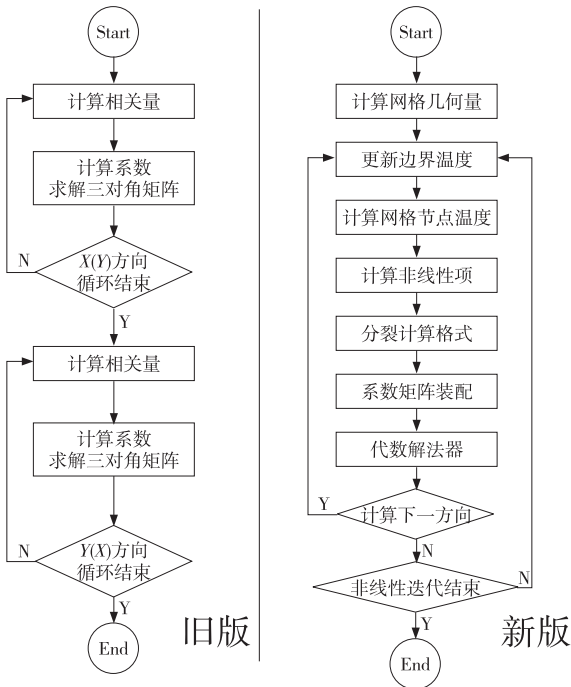 Start
计算相关量
计算系数
求解三对角矩阵
N
X(Y)方向
循环结束
Y
计算相关量
计算系数
求解三对角矩阵
N
Y(X)方向
循环结束
Y
End
旧版
Start
计算网格几何量
更新边界温度
计算网格节点温度
计算非线性项
分裂计算格式
系数矩阵装配
代数解法器
Y
计算下一方向
N
非线性迭代结束
N
Y
End
新版